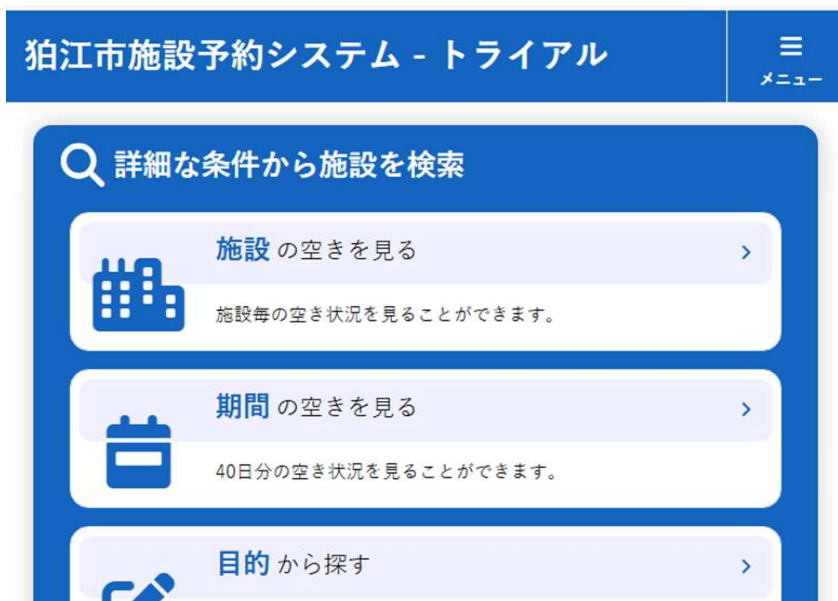 狛江市施設予約システム - トライアル
メニュー
詳細な条件から施設を検索
施設 の空きを見る
施設毎の空き状況を見ることができます。
期間 の空きを見る
40日分の空き状況を見ることができます。
目的 から探す